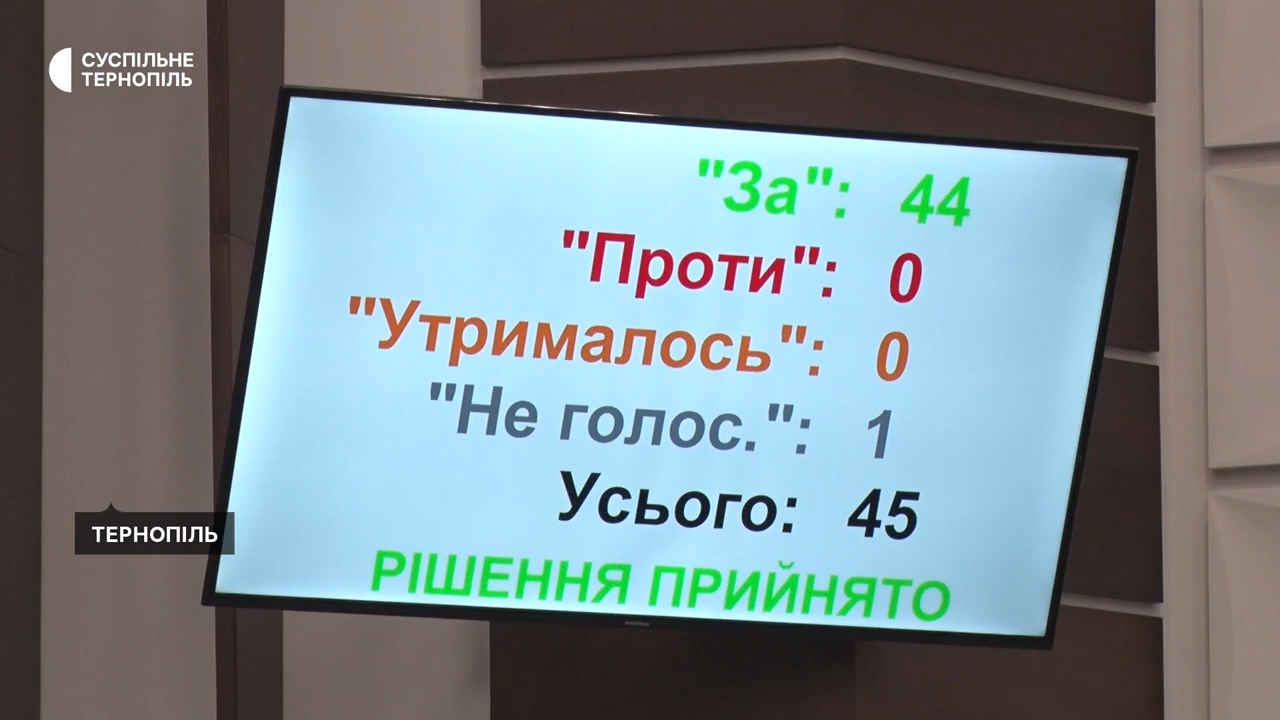 СУСПІЛЬНЕ
ТЕРНОПІЛЬ
"За": 44
"Проти": 0
"Утрималось": 0
"Не голос.": 1
Усього: 45
РІШЕННЯ ПРИЙНЯТО
ТЕРНОПІЛЬ